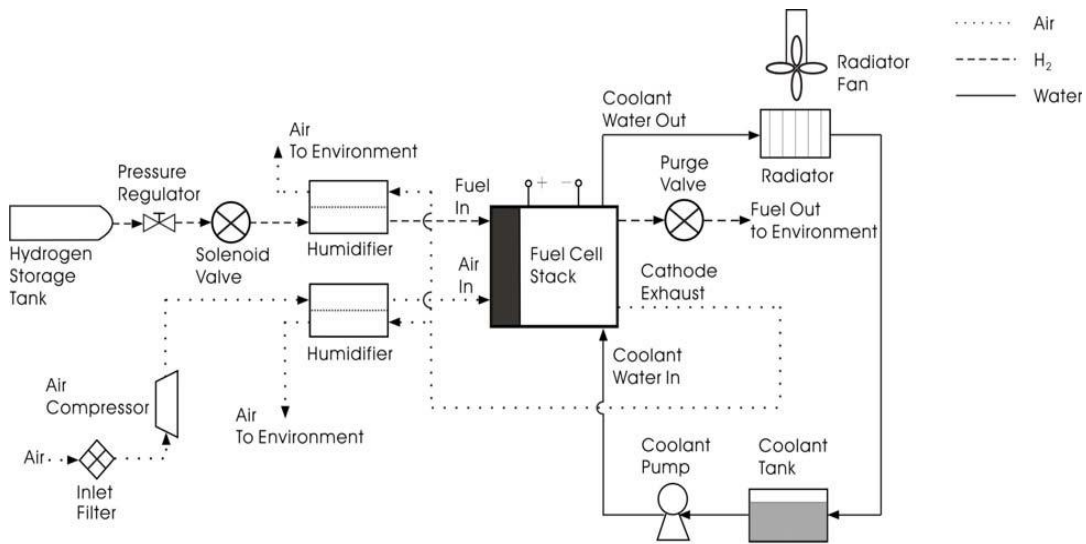 Air
H₂
Water
Radiator
Fan
Coolant
Water Out
Air
To Environment
Pressure
Regulator
Fuel
In
+ −
Purge
Valve
Radiator
Hydrogen
Storage
Tank
Solenoid
Valve
Humidifier
Fuel Cell
Stack
Fuel Out
to Environment
Air
In
Cathode
Exhaust
Humidifier
Coolant
Water In
Air
Compressor
Air
To Environment
Air
Inlet
Filter
Coolant
Pump
Coolant
Tank